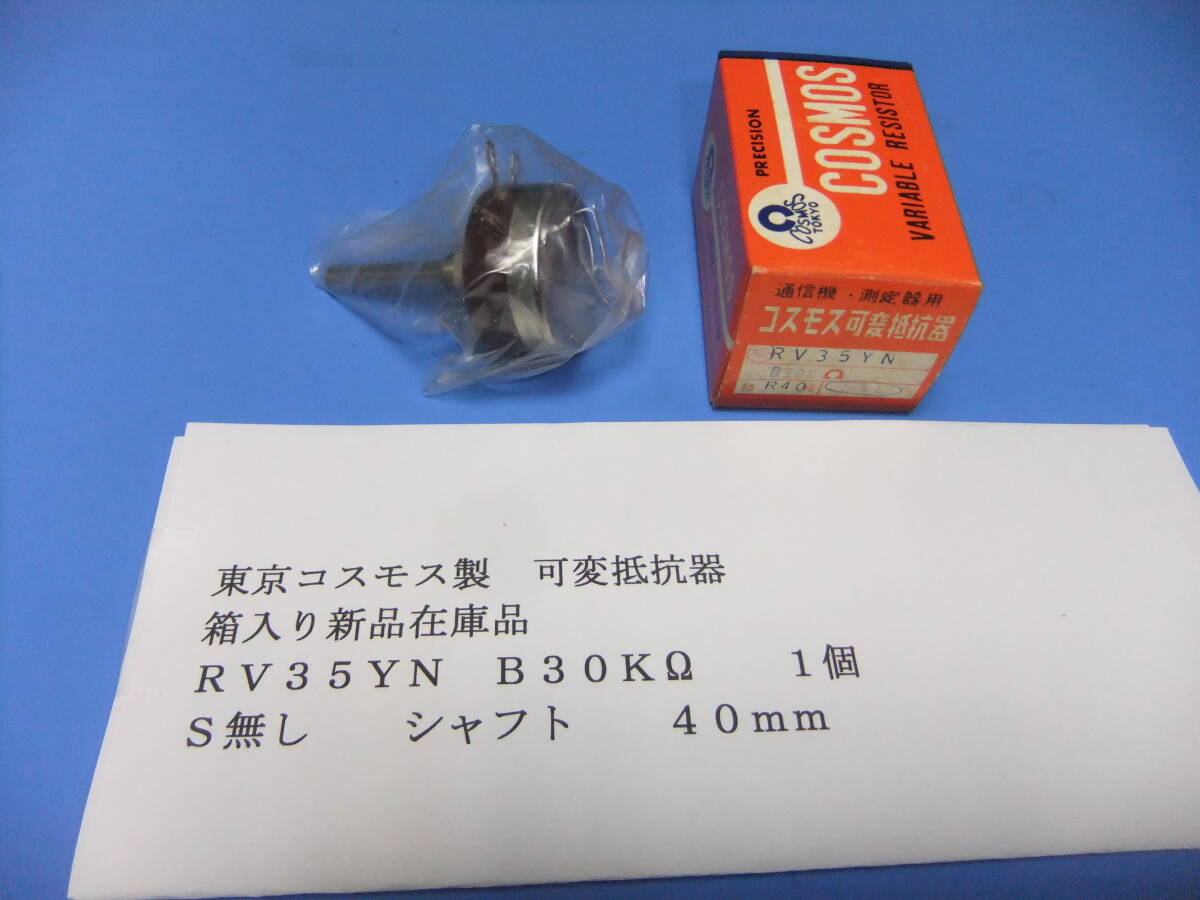 PRECISION
COSMOS
VARIABLE RESISTOR
COSMOS
TOKYO
通信機・測定器用
コスモス可変抵抗器
RV35YN
B30KΩ
R40
東京コスモス製 可変抵抗器
箱入り新品在庫品
RV35YN B30KΩ 1個
S無し シャフト 40mm